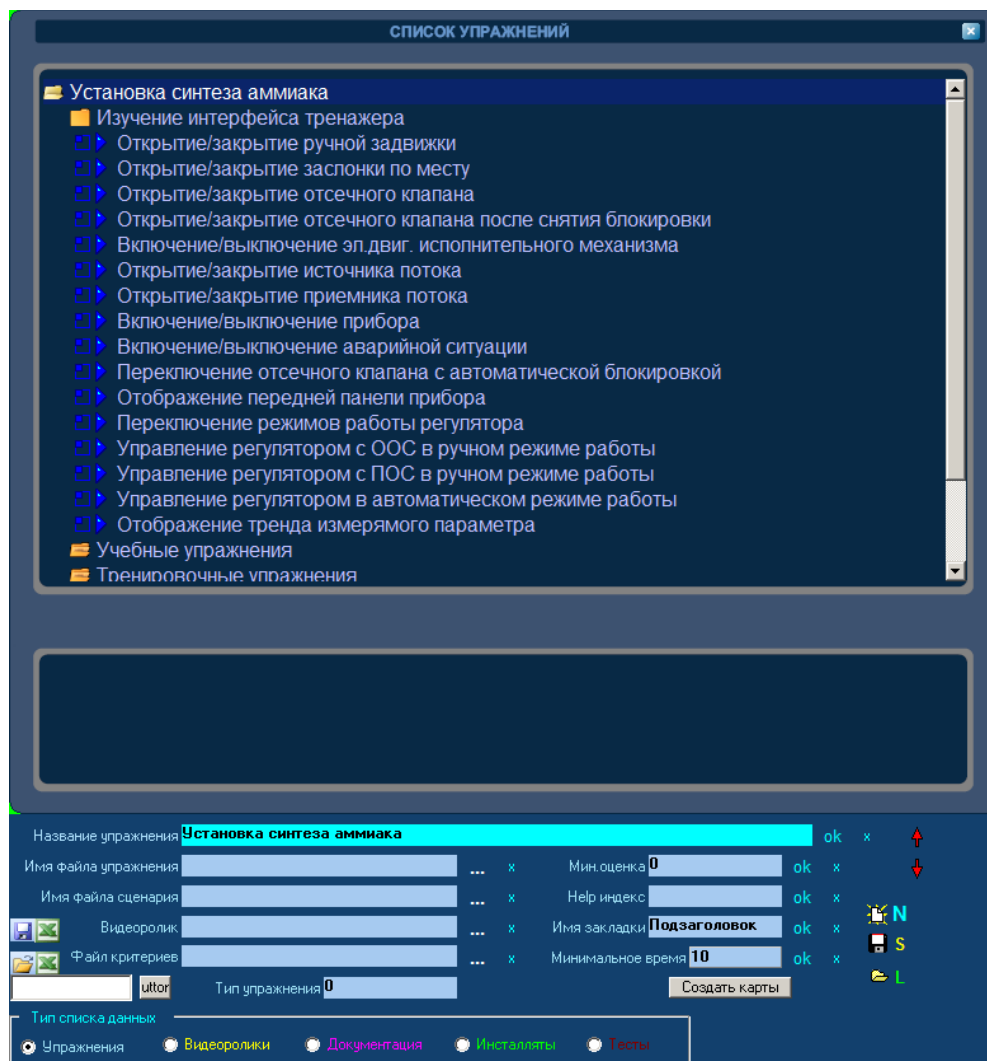 СПИСОК УПРАЖНЕНИЙ
Установка синтеза аммиака
Изучение интерфейса тренажера
Открытие/закрытие ручной задвижки
Открытие/закрытие заслонки по месту
Открытие/закрытие отсечного клапана
Открытие/закрытие отсечного клапана после снятия блокировки
Включение/выключение эл.двиг. исполнительного механизма
Открытие/закрытие источника потока
Открытие/закрытие приемника потока
Включение/выключение прибора
Включение/выключение аварийной ситуации
Переключение отсечного клапана с автоматической блокировкой
Отображение передней панели прибора
Переключение режимов работы регулятора
Управление регулятором с ООС в ручном режиме работы
Управление регулятором с ПОС в ручном режиме работы
Управление регулятором в автоматическом режиме работы
Отображение тренда измерямого параметра
Учебные упражнения
Тренировочные упражнения
Название упражнения Установка синтеза аммиака ok x
Имя файла упражнения ... x Мин.оценка 0 ok x
Имя файла сценария ... x Help индекс ok x
Видеоролик ... x Имя закладки Подзаголовок ok x
N
Файл критериев ... x Минимальное время 10 ok x
S
uttor Тип упражнения 0 Создать карты
L
Тип списка данных
Упражнения Видеоролики Документация Инсталляты Тесты